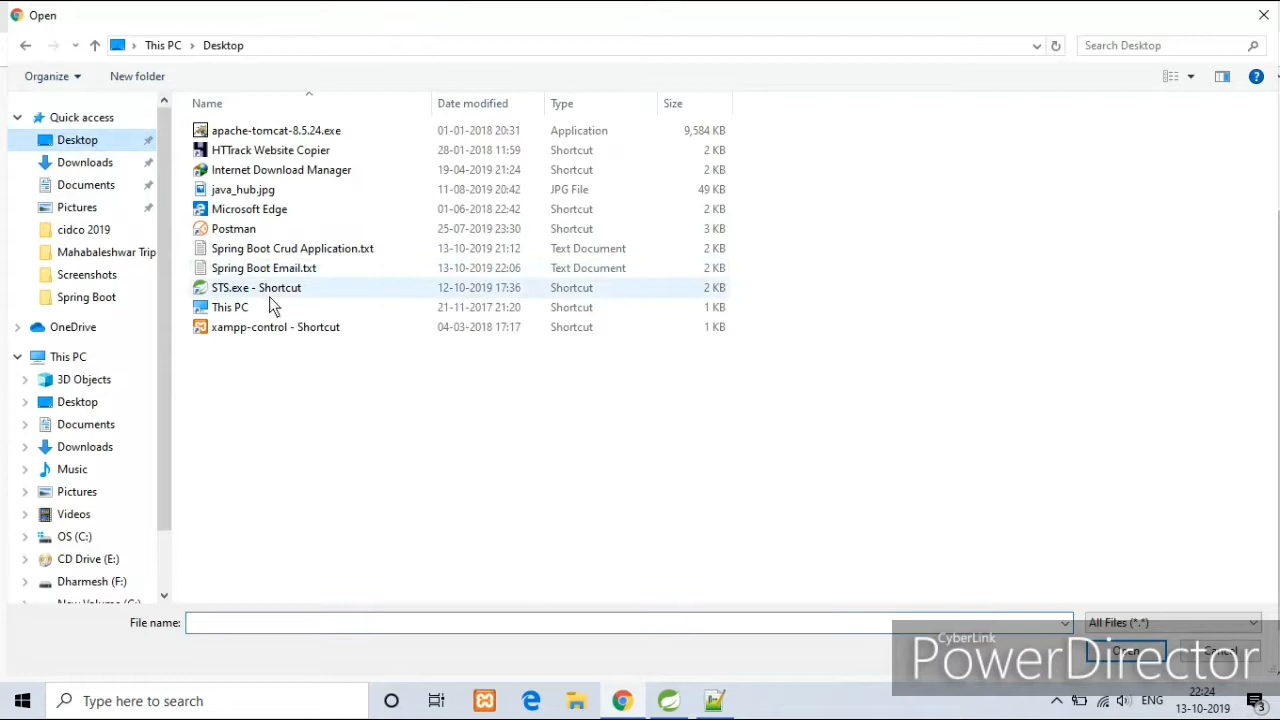 Open
This PC > Desktop
Search Desktop
Organize
New folder
Name Date modified Type Size
Quick access
Desktop
Downloads
Documents
Pictures
cidco 2019
Mahabaleshwar Trip
Screenshots
Spring Boot
OneDrive
This PC
3D Objects
Desktop
Documents
Downloads
Music
Pictures
Videos
OS (C:)
CD Drive (E:)
Dharmesh (F:)
apache-tomcat-8.5.24.exe 01-01-2018 20:31 Application 9,584 KB
HTTrack Website Copier 28-01-2018 11:59 Shortcut 2 KB
Internet Download Manager 19-04-2019 21:24 Shortcut 2 KB
java_hub.jpg 11-08-2019 20:42 JPG File 49 KB
Microsoft Edge 01-06-2018 22:42 Shortcut 2 KB
Postman 25-07-2019 23:30 Shortcut 3 KB
Spring Boot Crud Application.txt 13-10-2019 21:12 Text Document 2 KB
Spring Boot Email.txt 13-10-2019 22:06 Text Document 2 KB
STS.exe - Shortcut 12-10-2019 17:36 Shortcut 2 KB
This PC 21-11-2017 21:20 Shortcut 1 KB
xampp-control - Shortcut 04-03-2018 17:17 Shortcut 1 KB
File name:
All Files (*.*)
Open Cancel
CyberLink
PowerDirector
Type here to search
ENG
22:24
13-10-2019
3